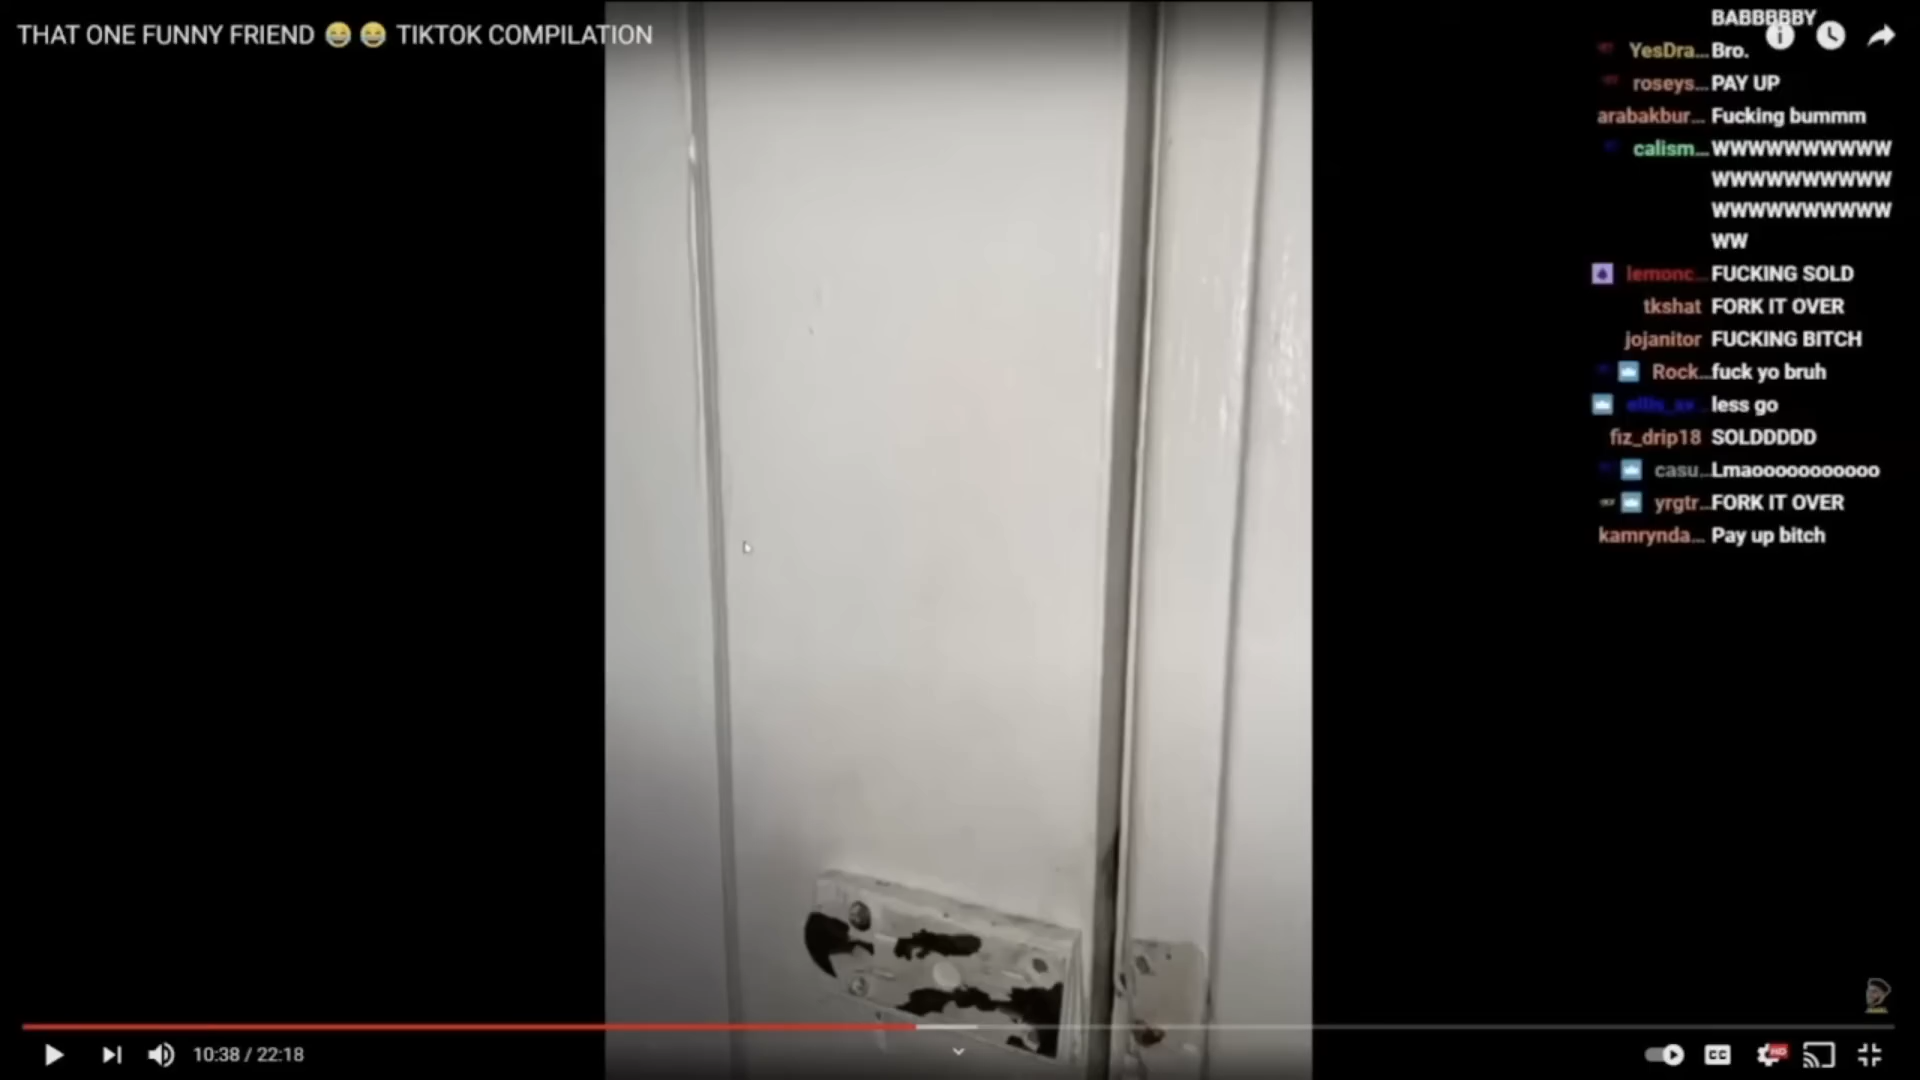 THAT ONE FUNNY FRIEND 😂 😂 TIKTOK COMPILATION
BABBBBBY
YesDra... Bro.
roseys... PAY UP
arabakbur... Fucking bummm
calism... WWWWWWWWWW
WWWWWWWWWW
WWWWWWWWWW
WW
lemonc... FUCKING SOLD
tkshat FORK IT OVER
jojanitor FUCKING BITCH
Rock... fuck yo bruh
less go
fiz_drip18 SOLDDDDD
casu... Lmaooooooooooo
yrgtr... FORK IT OVER
kamrynda... Pay up bitch
10:38 / 22:18
CC
HD